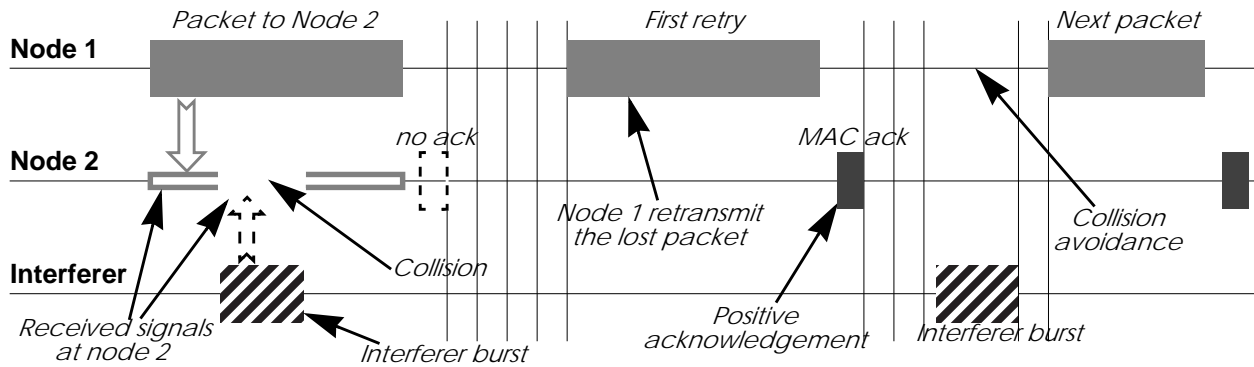 Packet to Node 2
First retry
Next packet
Node 1
no ack
MAC ack
Node 2
Node 1 retransmit
the lost packet
Collision
avoidance
Collision
Interferer
Received signals
at node 2
Interferer burst
Positive
acknowledgement
Interferer burst